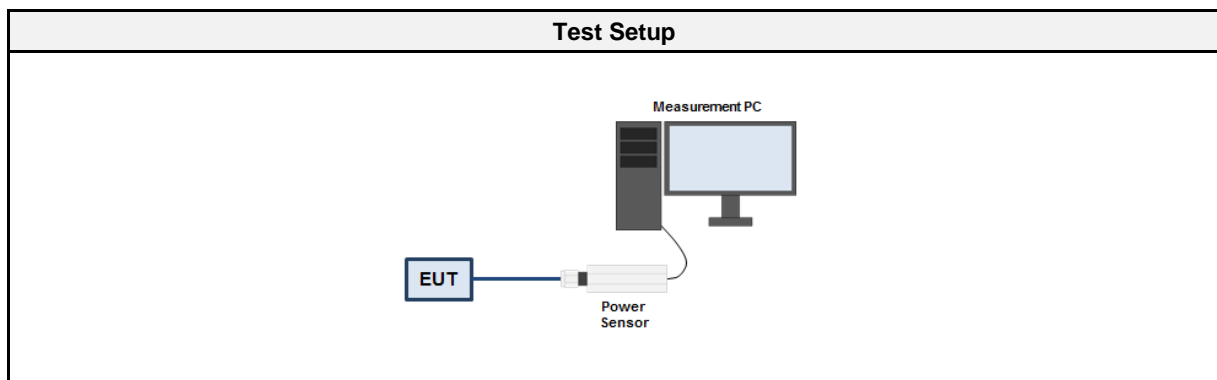 Test Setup
Measurement PC
EUT
Power
Sensor